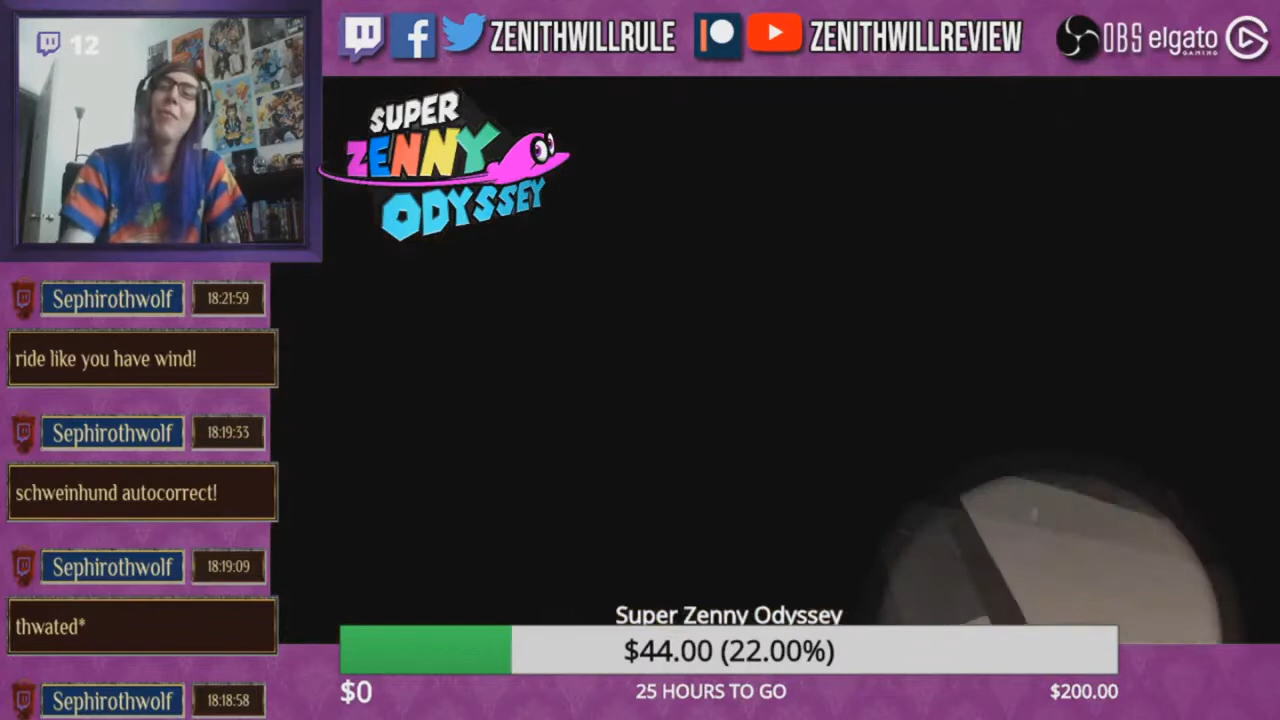 12
ZENITHWILLRULE
ZENITHWILLREVIEW
OBS
elgato
GAMING
SUPER
ZENNY
ODYSSEY
Sephirothwolf
18:21:59
ride like you have wind!
Sephirothwolf
18:19:33
schweinhund autocorrect!
Sephirothwolf
18:19:09
thwated*
Sephirothwolf
18:18:58
Super Zenny Odyssey
$44.00 (22.00%)
$0
25 HOURS TO GO
$200.00